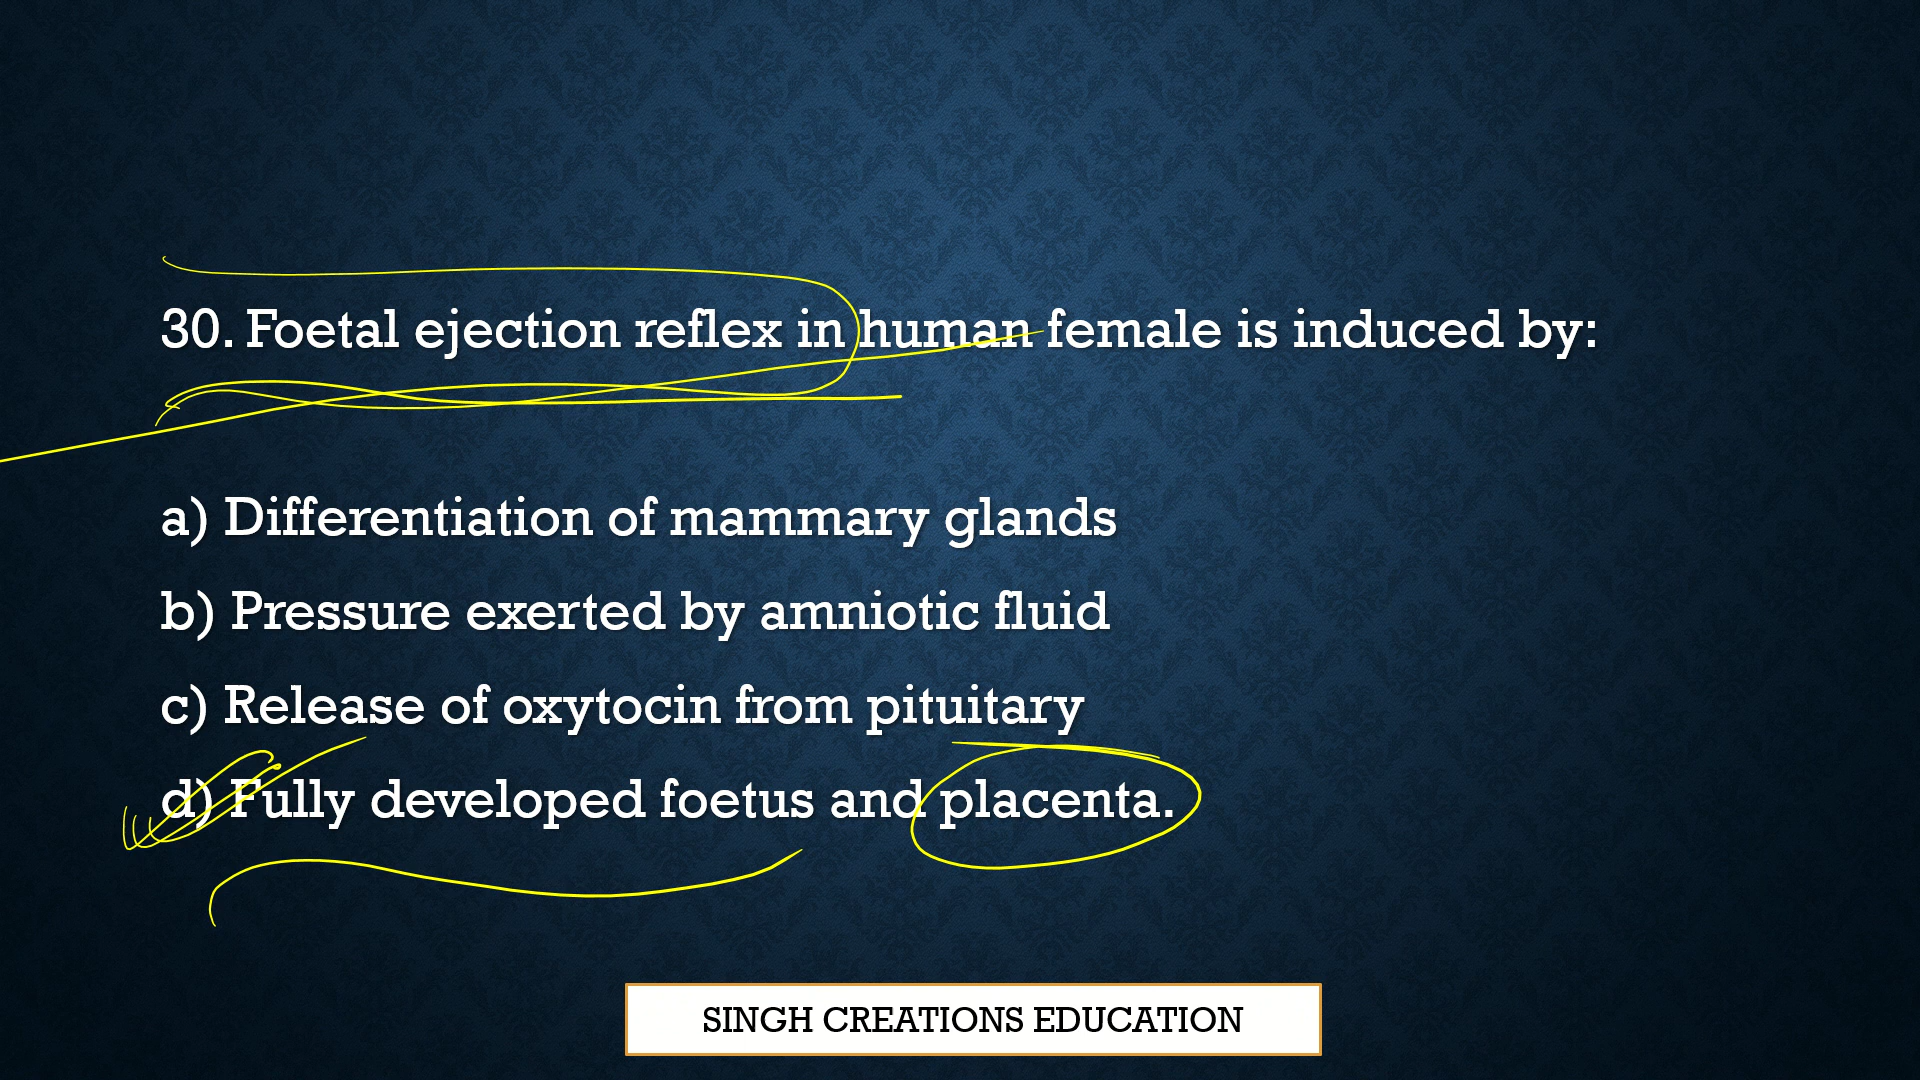 30. Foetal ejection reflex in human female is induced by:
a) Differentiation of mammary glands
b) Pressure exerted by amniotic fluid
c) Release of oxytocin from pituitary
d) Fully developed foetus and placenta.
SINGH CREATIONS EDUCATION